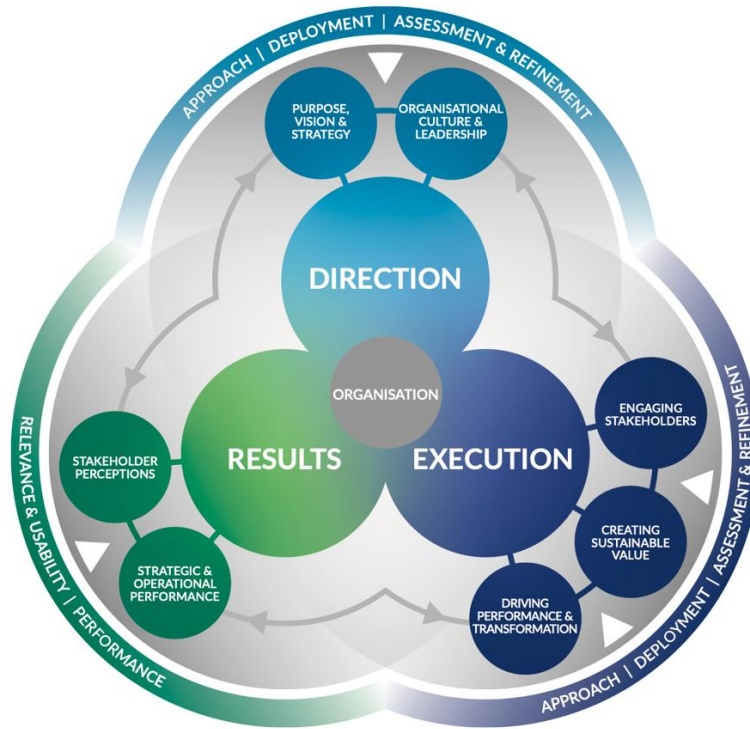 APPROACH | DEPLOYMENT | ASSESSMENT & REFINEMENT
PURPOSE,
VISION &
STRATEGY
ORGANISATIONAL
CULTURE &
LEADERSHIP
DIRECTION
ORGANISATION
RESULTS
EXECUTION
ENGAGING
STAKEHOLDERS
CREATING
SUSTAINABLE
VALUE
DRIVING
PERFORMANCE &
TRANSFORMATION
APPROACH | DEPLOYMENT | ASSESSMENT & REFINEMENT
STAKEHOLDER
PERCEPTIONS
STRATEGIC &
OPERATIONAL
PERFORMANCE
RELEVANCE & USABILITY | PERFORMANCE